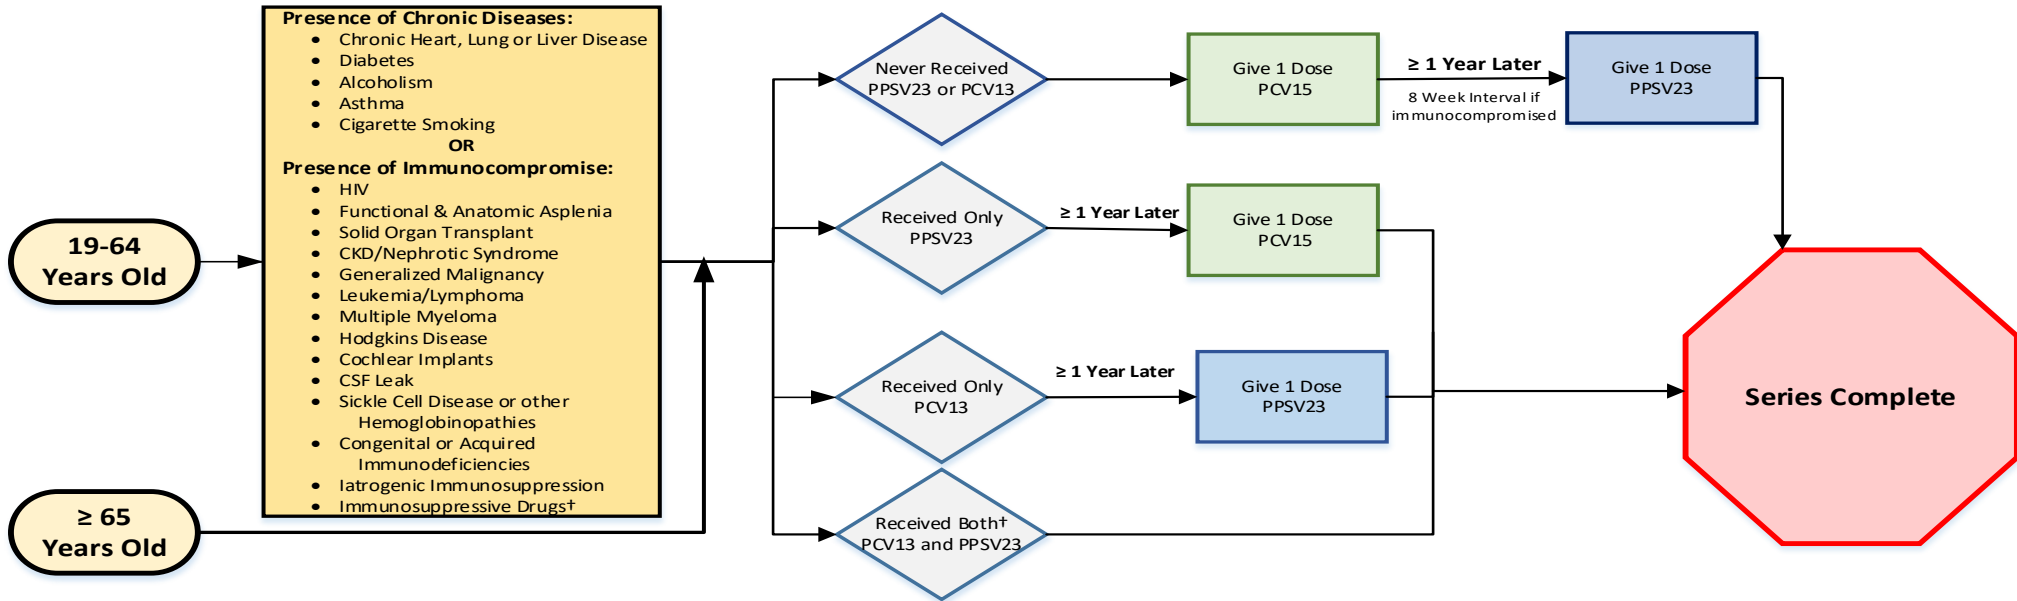 19-64
Years Old
≥ 65
Years Old
Presence of Chronic Diseases:
• Chronic Heart, Lung or Liver Disease
• Diabetes
• Alcoholism
• Asthma
• Cigarette Smoking
OR
Presence of Immunocompromise:
• HIV
• Functional & Anatomic Asplenia
• Solid Organ Transplant
• CKD/Nephrotic Syndrome
• Generalized Malignancy
• Leukemia/Lymphoma
• Multiple Myeloma
• Hodgkins Disease
• Cochlear Implants
• CSF Leak
• Sickle Cell Disease or other
Hemoglobinopathies
• Congenital or Acquired
Immunodeficiencies
• Iatrogenic Immunosuppression
• Immunosuppressive Drugs†
Never Received
PPSV23 or PCV13
Give 1 Dose
PCV15
≥ 1 Year Later
8 Week Interval if
immunocompromised
Give 1 Dose
PPSV23
Received Only
PPSV23
≥ 1 Year Later
Give 1 Dose
PCV15
Received Only
PCV13
≥ 1 Year Later
Give 1 Dose
PPSV23
Received Both†
PCV13 and PPSV23
Series Complete